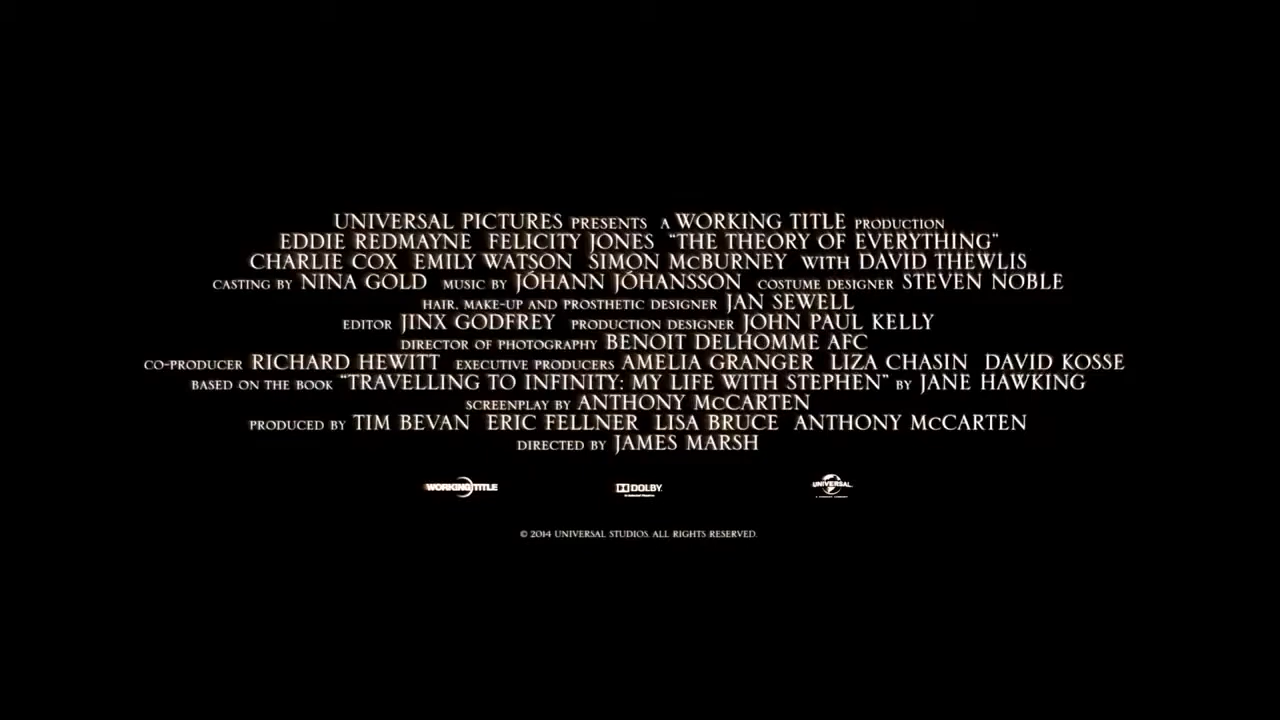 UNIVERSAL PICTURES PRESENTS A WORKING TITLE PRODUCTION
EDDIE REDMAYNE FELICITY JONES "THE THEORY OF EVERYTHING"
CHARLIE COX EMILY WATSON SIMON McBURNEY WITH DAVID THEWLIS
CASTING BY NINA GOLD MUSIC BY JÓHANN JÓHANSSON COSTUME DESIGNER STEVEN NOBLE
HAIR, MAKE-UP AND PROSTHETIC DESIGNER JAN SEWELL
EDITOR JINX GODFREY PRODUCTION DESIGNER JOHN PAUL KELLY
DIRECTOR OF PHOTOGRAPHY BENOIT DELHOMME AFC
CO-PRODUCER RICHARD HEWITT EXECUTIVE PRODUCERS AMELIA GRANGER LIZA CHASIN DAVID KOSSE
BASED ON THE BOOK "TRAVELLING TO INFINITY: MY LIFE WITH STEPHEN" BY JANE HAWKING
SCREENPLAY BY ANTHONY McCARTEN
PRODUCED BY TIM BEVAN ERIC FELLNER LISA BRUCE ANTHONY McCARTEN
DIRECTED BY JAMES MARSH
WORKING TITLE DOLBY. UNIVERSAL
© 2014 UNIVERSAL STUDIOS. ALL RIGHTS RESERVED.